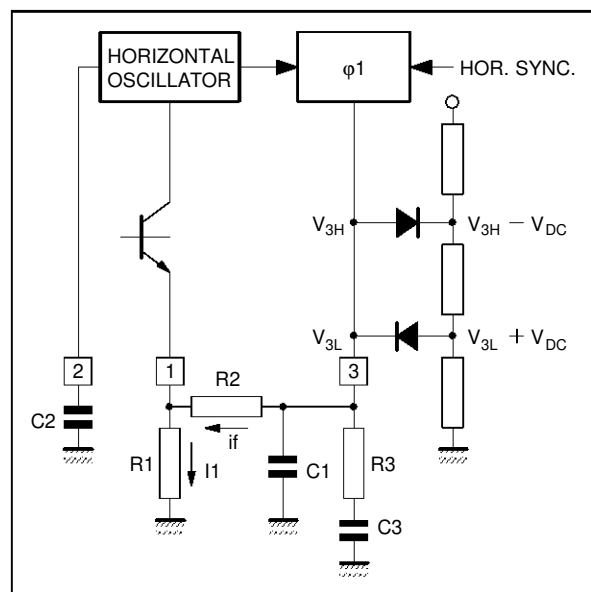 HORIZONTAL
OSCILLATOR
φ1
HOR. SYNC.
V3H
V3H − VDC
V3L
V3L + VDC
2
1
3
R2
C2
if
R1
I1
C1
R3
C3